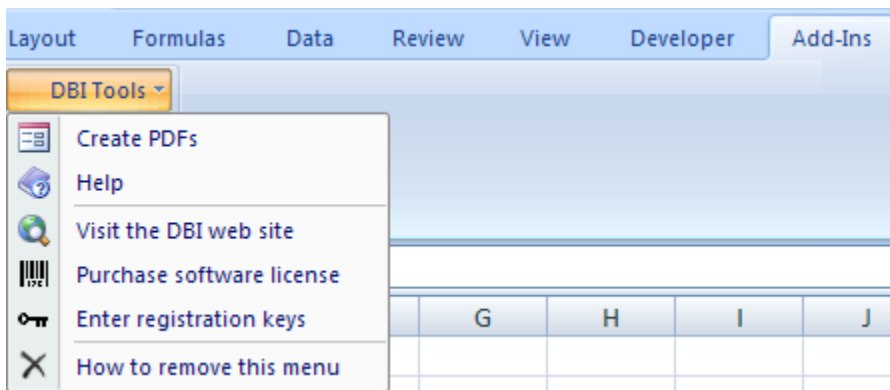 Layout Formulas Data Review View Developer Add-Ins
DBI Tools
Create PDFs
Help
Visit the DBI web site
Purchase software license
Enter registration keys
G H I J
How to remove this menu